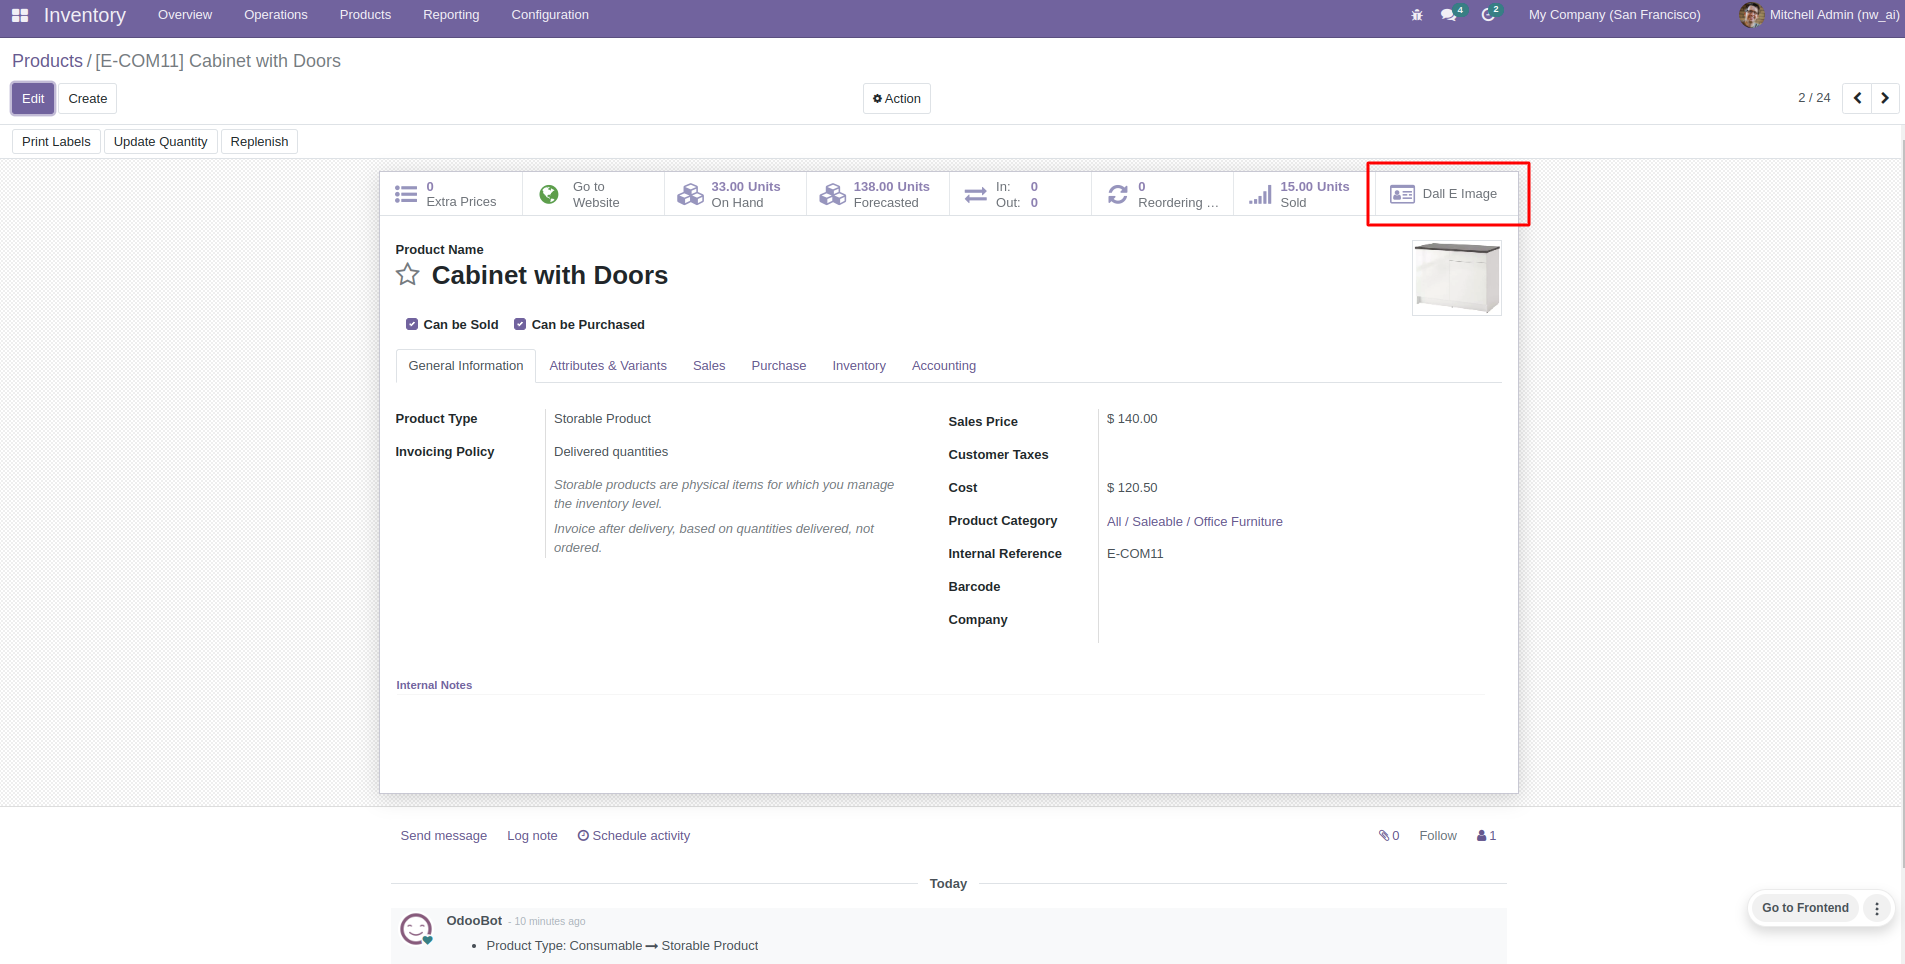 Inventory Overview Operations Products Reporting Configuration 4 2 My Company (San Francisco) Mitchell Admin (nw_ai)
Products / [E-COM11] Cabinet with Doors
Edit Create Action 2 / 24
Print Labels Update Quantity Replenish
0
Extra Prices
Go to
Website
33.00 Units
On Hand
138.00 Units
Forecasted
In: 0
Out: 0
0
Reordering ...
15.00 Units
Sold
Dall E Image
Product Name
Cabinet with Doors
Can be Sold Can be Purchased
General Information Attributes & Variants Sales Purchase Inventory Accounting
Product Type Storable Product
Invoicing Policy Delivered quantities
Storable products are physical items for which you manage
the inventory level.
Invoice after delivery, based on quantities delivered, not
ordered.
Sales Price $ 140.00
Customer Taxes
Cost $ 120.50
Product Category All / Saleable / Office Furniture
Internal Reference E-COM11
Barcode
Company
Internal Notes
Send message Log note Schedule activity 0 Follow 1
Today
OdooBot - 10 minutes ago
• Product Type: Consumable → Storable Product
Go to Frontend